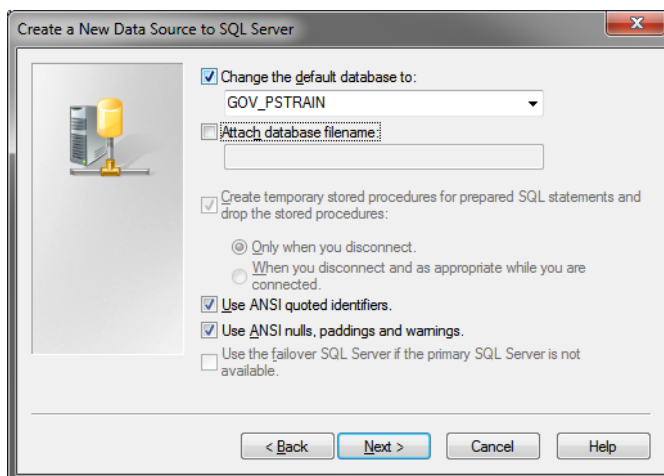 Create a New Data Source to SQL Server
Change the default database to:
GOV_PSTRAIN
Attach database filename:
Create temporary stored procedures for prepared SQL statements and
drop the stored procedures:
Only when you disconnect.
When you disconnect and as appropriate while you are
connected.
Use ANSI quoted identifiers.
Use ANSI nulls, paddings and warnings.
Use the failover SQL Server if the primary SQL Server is not
available.
< Back Next > Cancel Help